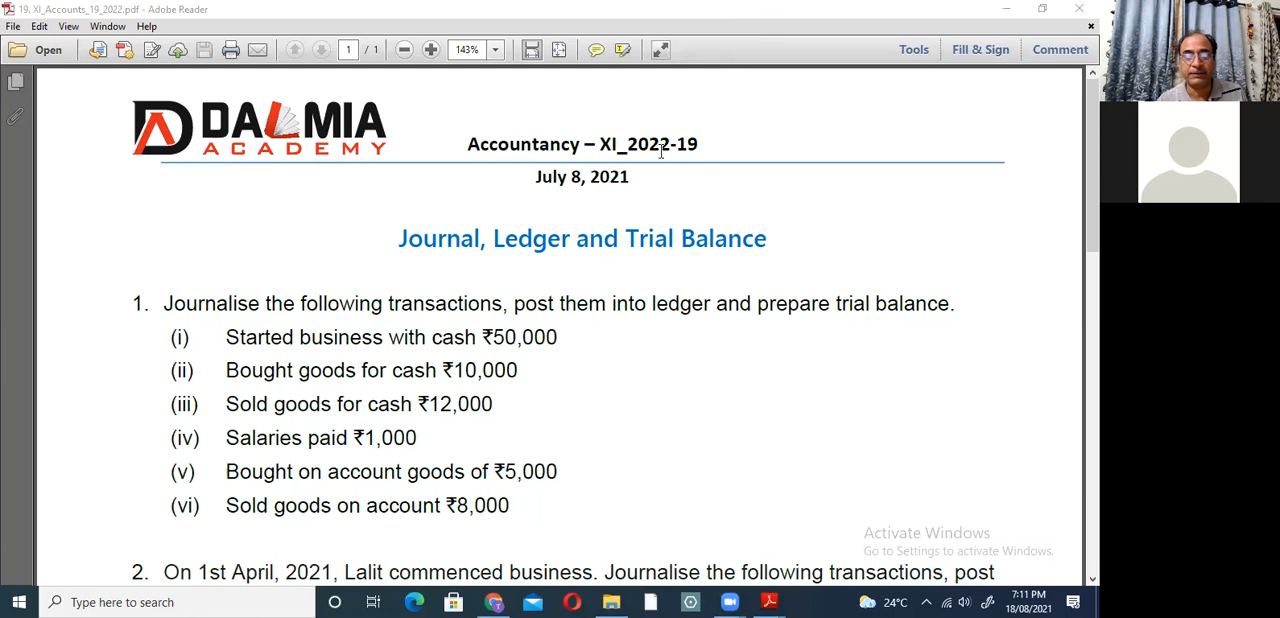 19. XI_Accounts_19_2022.pdf - Adobe Reader
File Edit View Window Help
Open 1 / 1 143% Tools Fill & Sign Comment
DALMIA
ACADEMY
Accountancy – XI_2022-19
July 8, 2021
Journal, Ledger and Trial Balance
1. Journalise the following transactions, post them into ledger and prepare trial balance.
(i) Started business with cash ₹50,000
(ii) Bought goods for cash ₹10,000
(iii) Sold goods for cash ₹12,000
(iv) Salaries paid ₹1,000
(v) Bought on account goods of ₹5,000
(vi) Sold goods on account ₹8,000
Activate Windows
Go to Settings to activate Windows.
2. On 1st April, 2021, Lalit commenced business. Journalise the following transactions, post
Type here to search 24°C 7:11 PM
18/08/2021